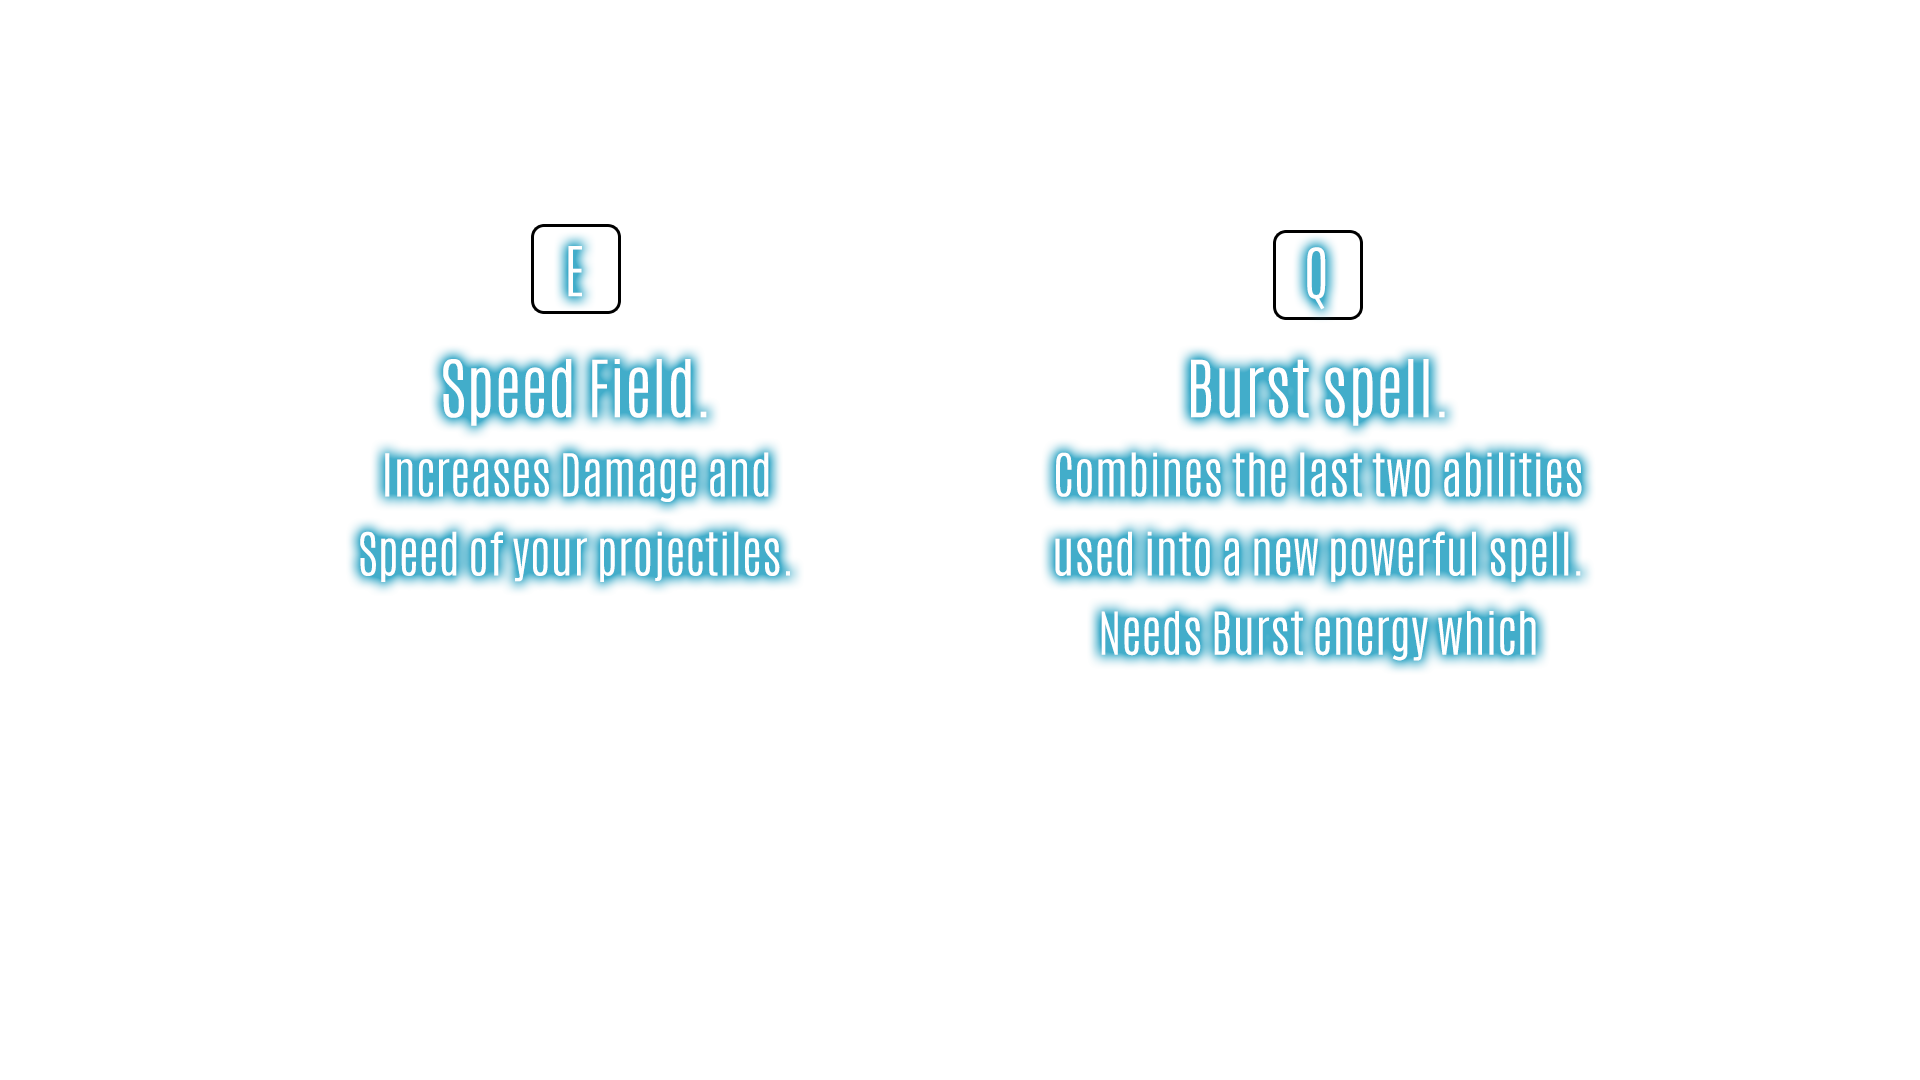 E
Speed Field.
Increases Damage and
Speed of your projectiles.
Q
Burst spell.
Combines the last two abilities
used into a new powerful spell.
Needs Burst energy which